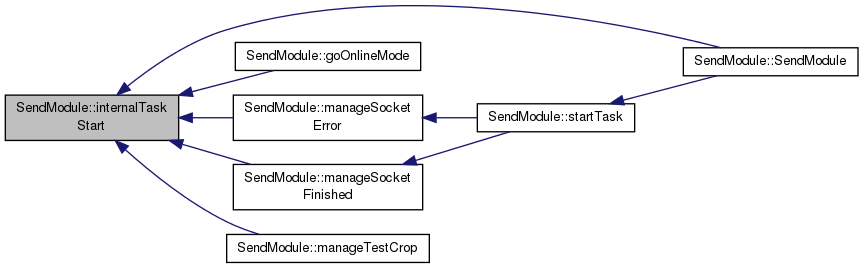 SendModule::internalTask
Start
SendModule::goOnlineMode
SendModule::manageSocket
Error
SendModule::manageSocket
Finished
SendModule::manageTestCrop
SendModule::startTask
SendModule::SendModule